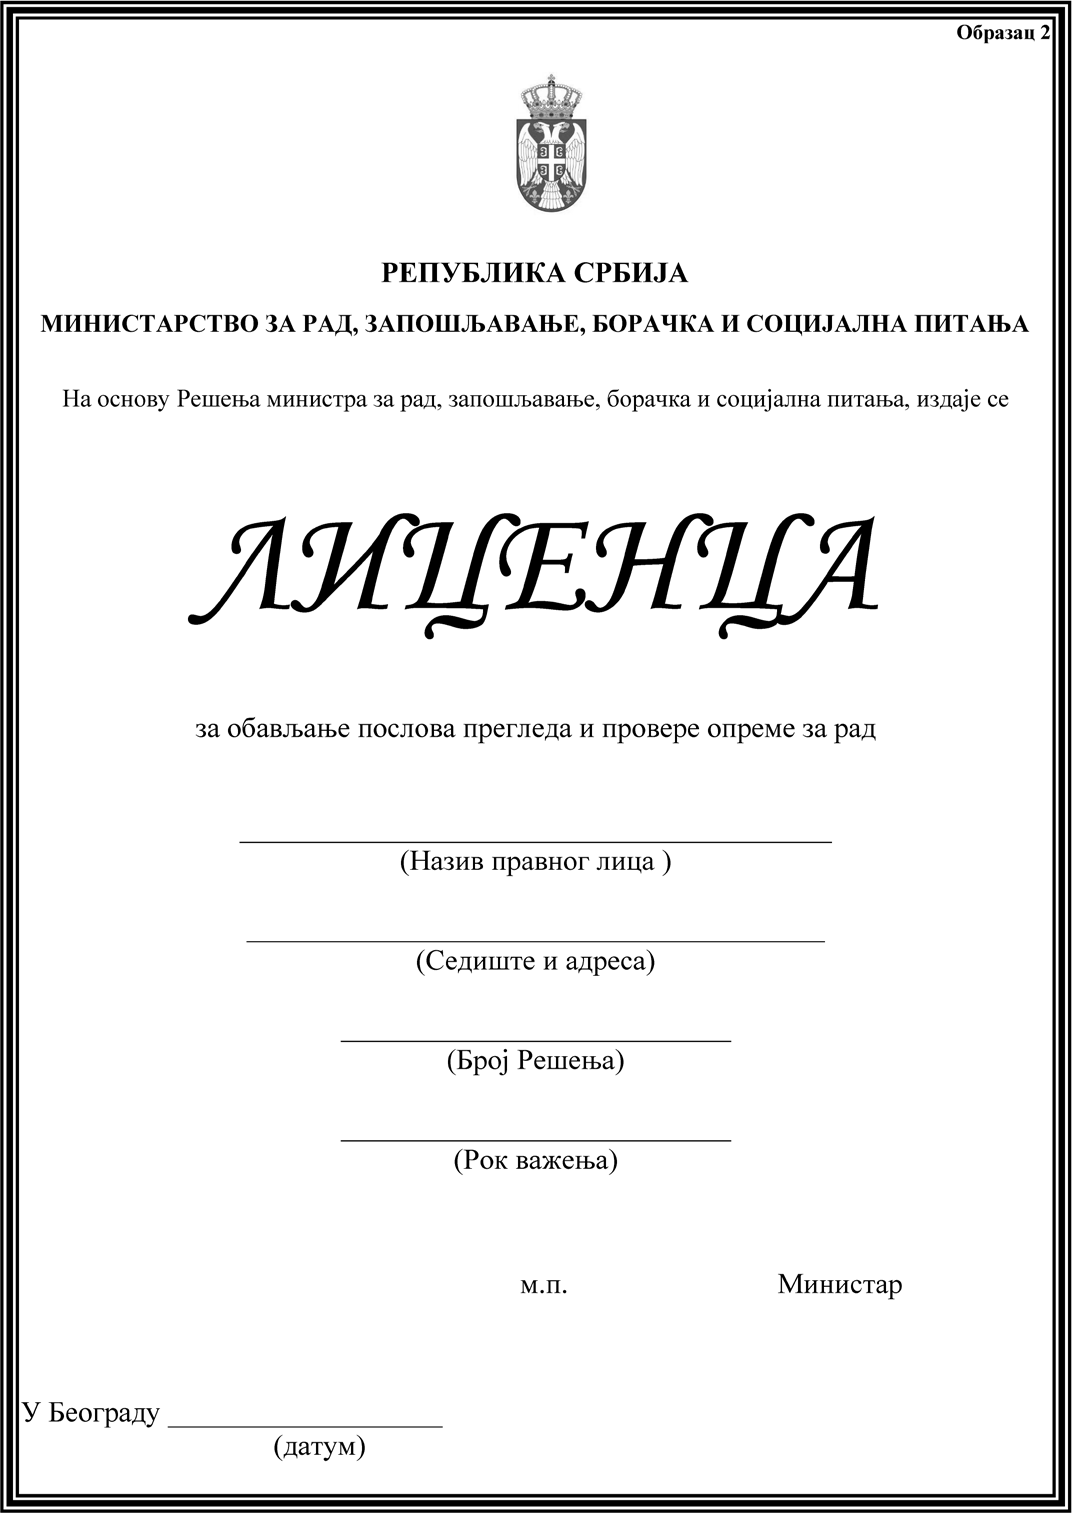 Образац 2
РЕПУБЛИКА СРБИЈА
МИНИСТАРСТВО ЗА РАД, ЗАПОШЉАВАЊЕ, БОРАЧКА И СОЦИЈАЛНА ПИТАЊА
На основу Решења министра за рад, запошљавање, борачка и социјална питања, издаје се
ЛИЦЕНЦА
за обављање послова прегледа и провере опреме за рад
(Назив правног лица )
(Седиште и адреса)
(Број Решења)
(Рок важења)
м.п. Министар
У Београду ____________________
(датум)